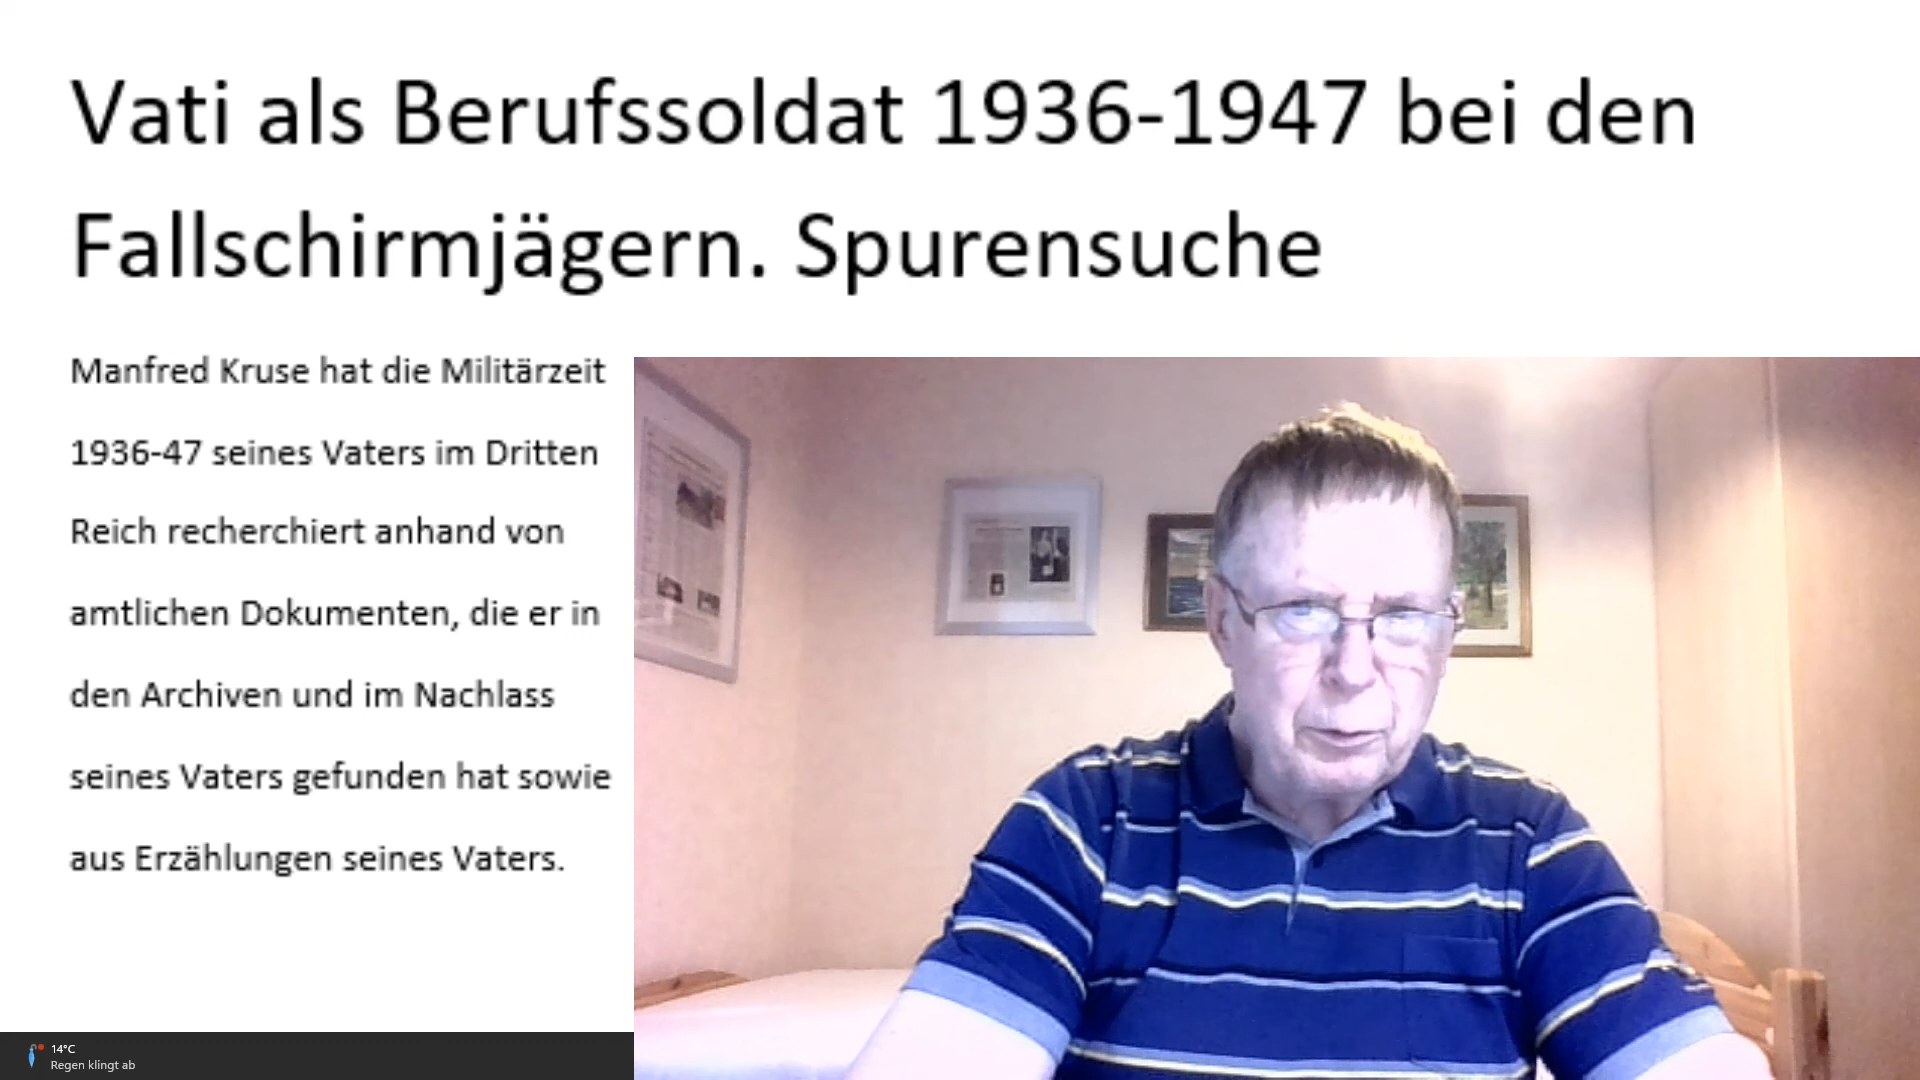 Vati als Berufssoldat 1936-1947 bei den
Fallschirmjägern. Spurensuche
Manfred Kruse hat die Militärzeit
1936-47 seines Vaters im Dritten
Reich recherchiert anhand von
amtlichen Dokumenten, die er in
den Archiven und im Nachlass
seines Vaters gefunden hat sowie
aus Erzählungen seines Vaters.
14°C
Regen klingt ab